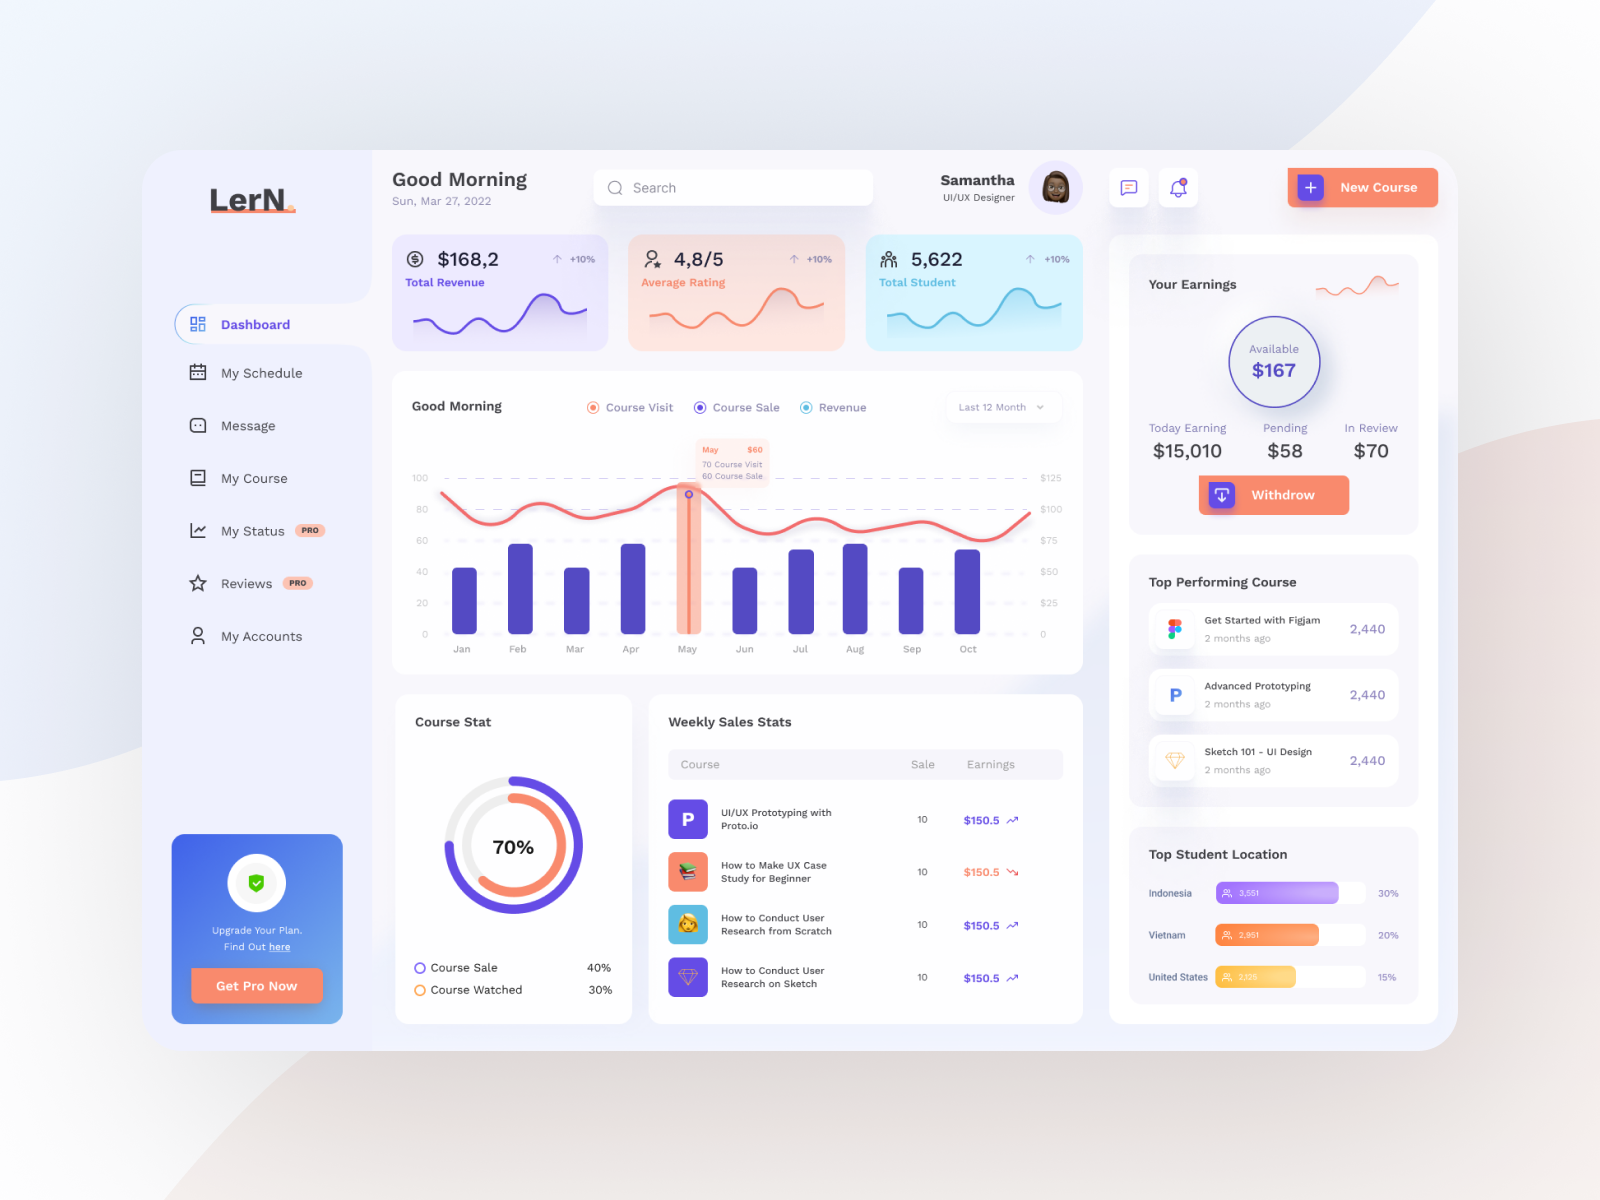 LerN.
Dashboard
My Schedule
Message
My Course
My Status PRO
Reviews PRO
My Accounts
Upgrade Your Plan.
Find Out here
Get Pro Now
Good Morning
Sun, Mar 27, 2022
Search
Samantha
UI/UX Designer
New Course
$168,2 +10%
Total Revenue
4,8/5 +10%
Average Rating
5,622 +10%
Total Student
Good Morning
Course Visit Course Sale Revenue
Last 12 Month
May $60
70 Course Visit
60 Course Sale
100 $125
80 $100
60 $75
40 $50
20 $25
0 0
Jan Feb Mar Apr May Jun Jul Aug Sep Oct
Course Stat
70%
Course Sale 40%
Course Watched 30%
Weekly Sales Stats
Course Sale Earnings
P
UI/UX Prototyping with
Proto.io
10 $150.5
How to Make UX Case
Study for Beginner
10 $150.5
How to Conduct User
Research from Scratch
10 $150.5
How to Conduct User
Research on Sketch
10 $150.5
Your Earnings
Available
$167
Today Earning Pending In Review
$15,010 $58 $70
Withdrow
Top Performing Course
Get Started with Figjam
2 months ago
2,440
P
Advanced Prototyping
2 months ago
2,440
Sketch 101 - UI Design
2 months ago
2,440
Top Student Location
Indonesia 3,551 30%
Vietnam 2,951 20%
United States 15%